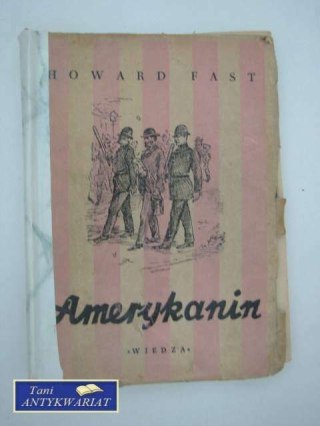 HOWARD FAST
Amerykanin
"WIEDZA"
Tani
ANTYKWARIAT